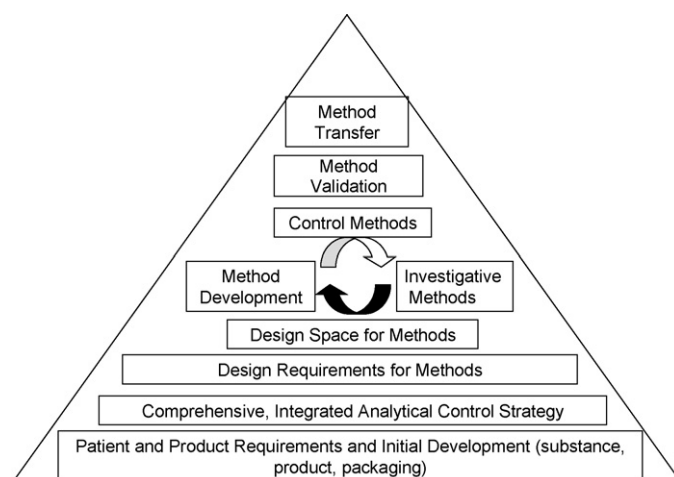 Method
Transfer
Method
Validation
Control Methods
Method
Development
Investigative
Methods
Design Space for Methods
Design Requirements for Methods
Comprehensive, Integrated Analytical Control Strategy
Patient and Product Requirements and Initial Development (substance,
product, packaging)